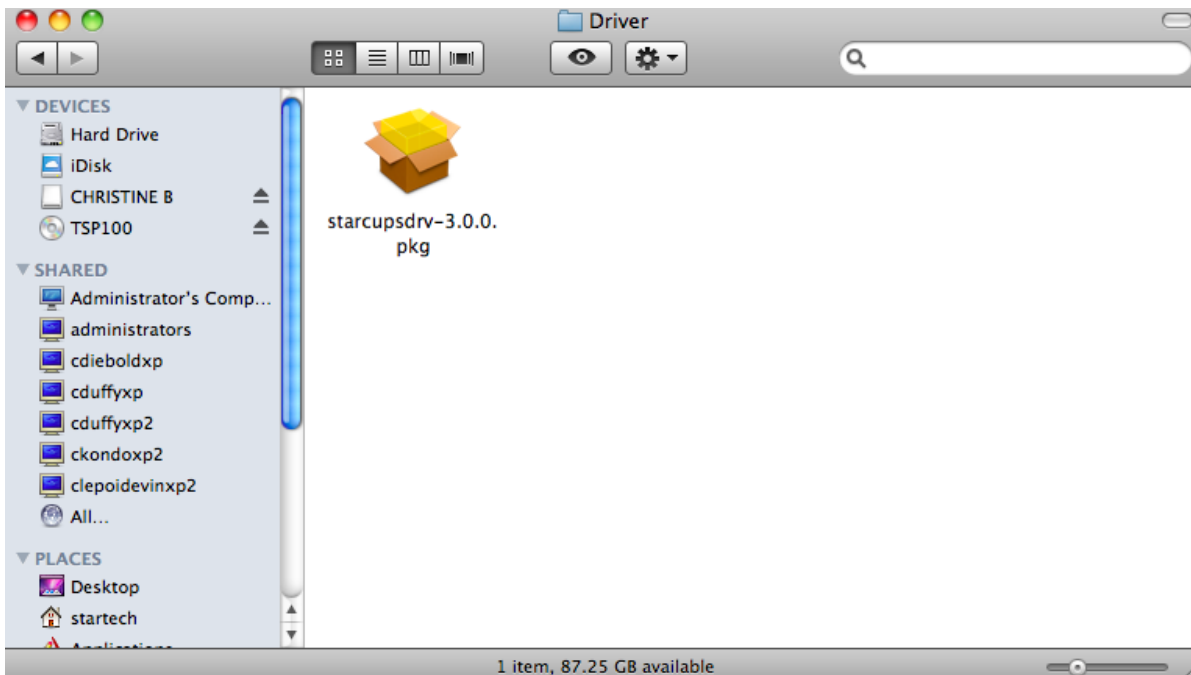 Driver
DEVICES
Hard Drive
iDisk
CHRISTINE B
TSP100
SHARED
Administrator's Comp...
administrators
cdieboldxp
cduffyxp
cduffyxp2
ckondoxp2
clepoidevinxp2
All...
PLACES
Desktop
startech
Applications
starcupsdrv-3.0.0.
pkg
1 item, 87.25 GB available